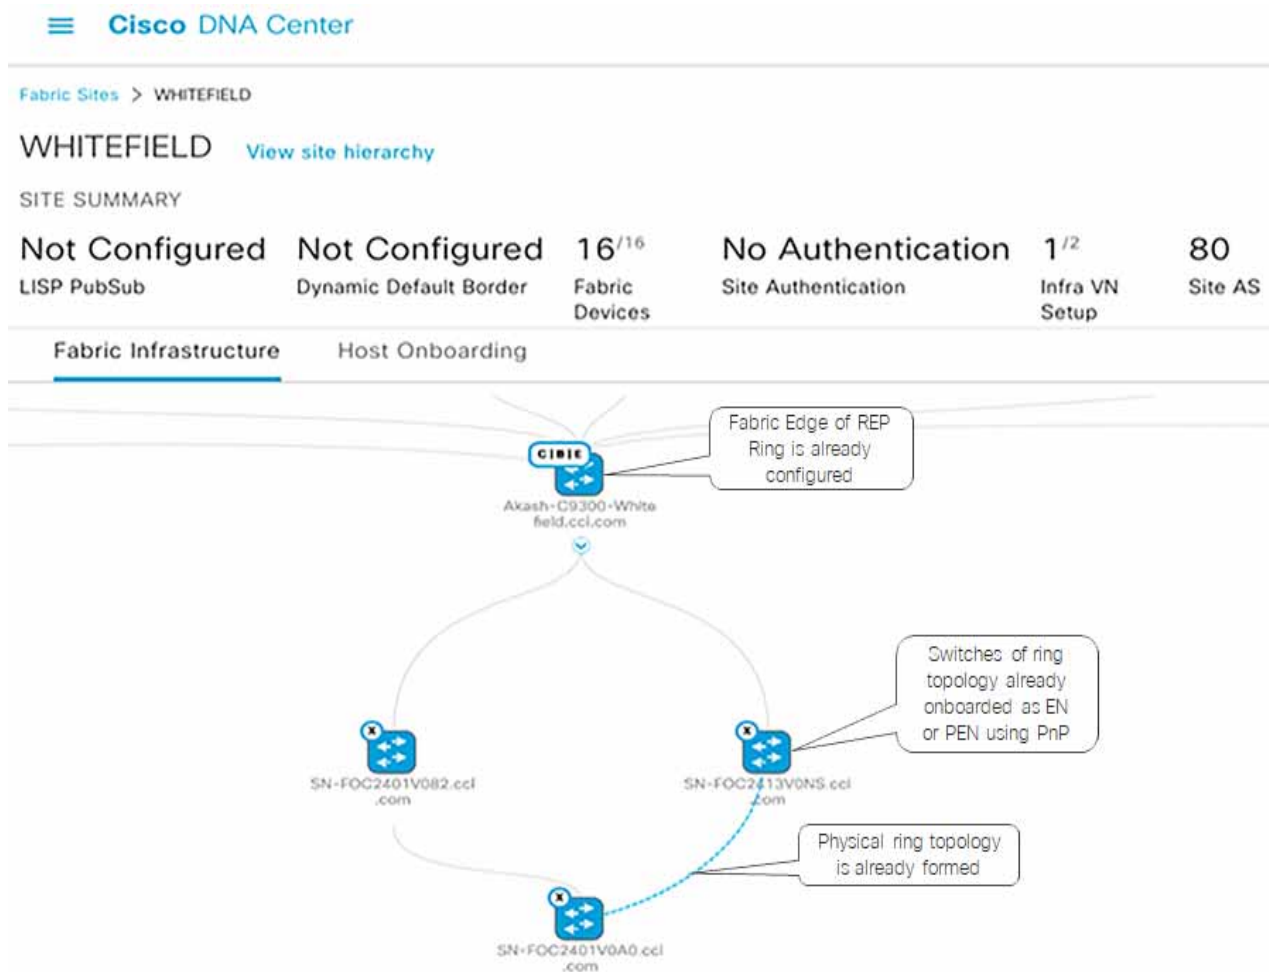 Cisco DNA Center
Fabric Sites > WHITEFIELD
WHITEFIELD View site hierarchy
SITE SUMMARY
Not Configured Not Configured 16/16 No Authentication 1/2 80
LISP PubSub Dynamic Default Border Fabric Site Authentication Infra VN Site AS
Devices Setup
Fabric Infrastructure Host Onboarding
Fabric Edge of REP
Ring is already
configured
C|B|E
Akash-C9300-White
field.cci.com
Switches of ring
topology already
onboarded as EN
or PEN using PnP
X
SN-FOC2401V082.cci
.com
X
SN-FOC2413V0NS.cci
.com
Physical ring topology
is already formed
X
SN-FOC2401V0A0.cci
.com